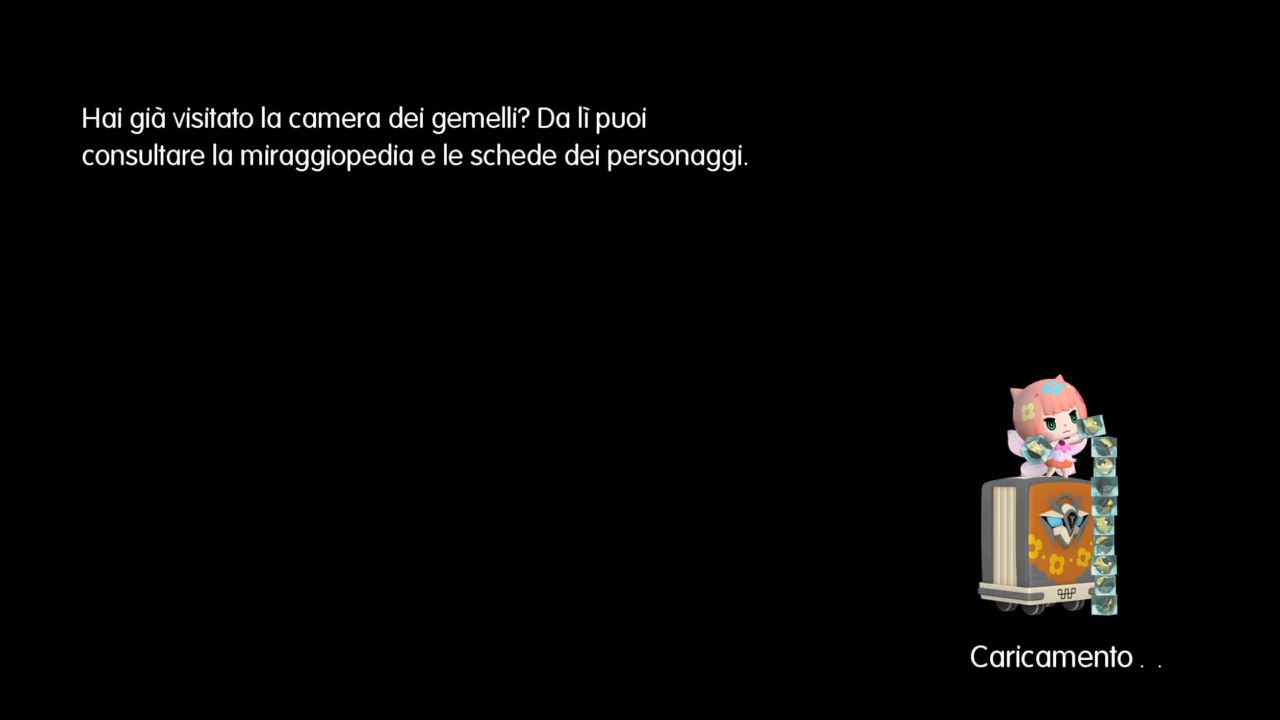 Hai già visitato la camera dei gemelli? Da lì puoi
consultare la miraggiopedia e le schede dei personaggi.
Caricamento . .